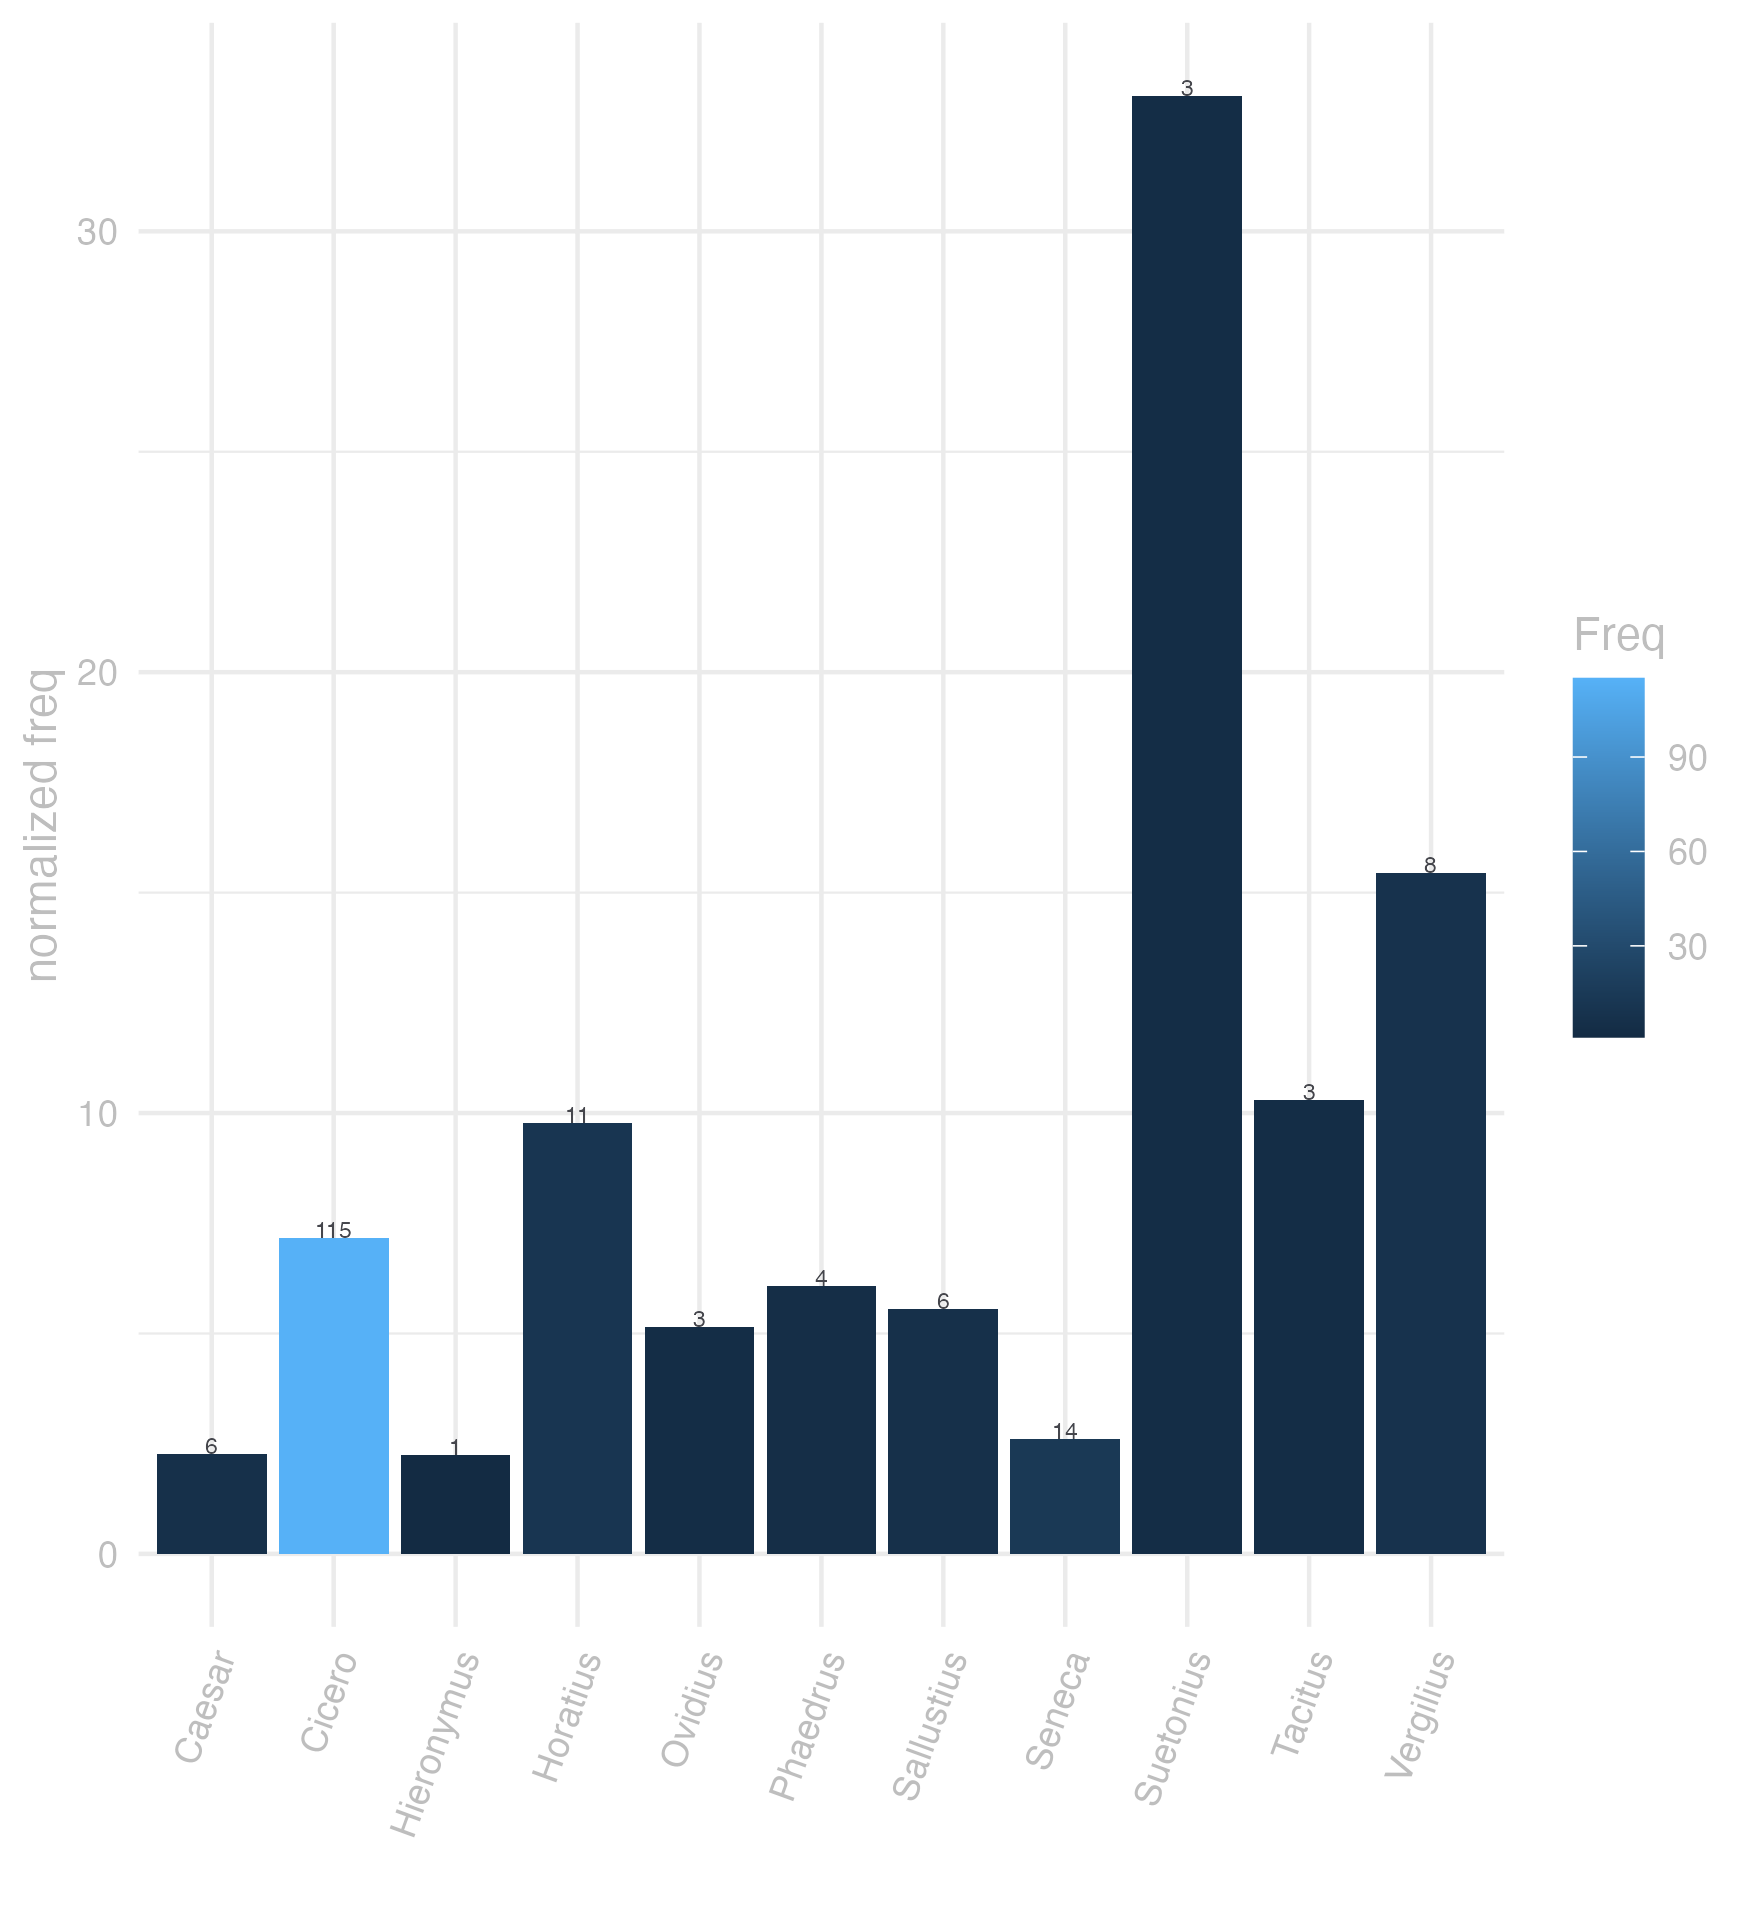 3
30
Freq
20
90
normalized freq
60
8
30
11
10
3
115
4
6
3
14
6
1
0
Caesar
Cicero
Hieronymus
Horatius
Ovidius
Phaedrus
Sallustius
Seneca
Suetonius
Tacitus
Vergilius